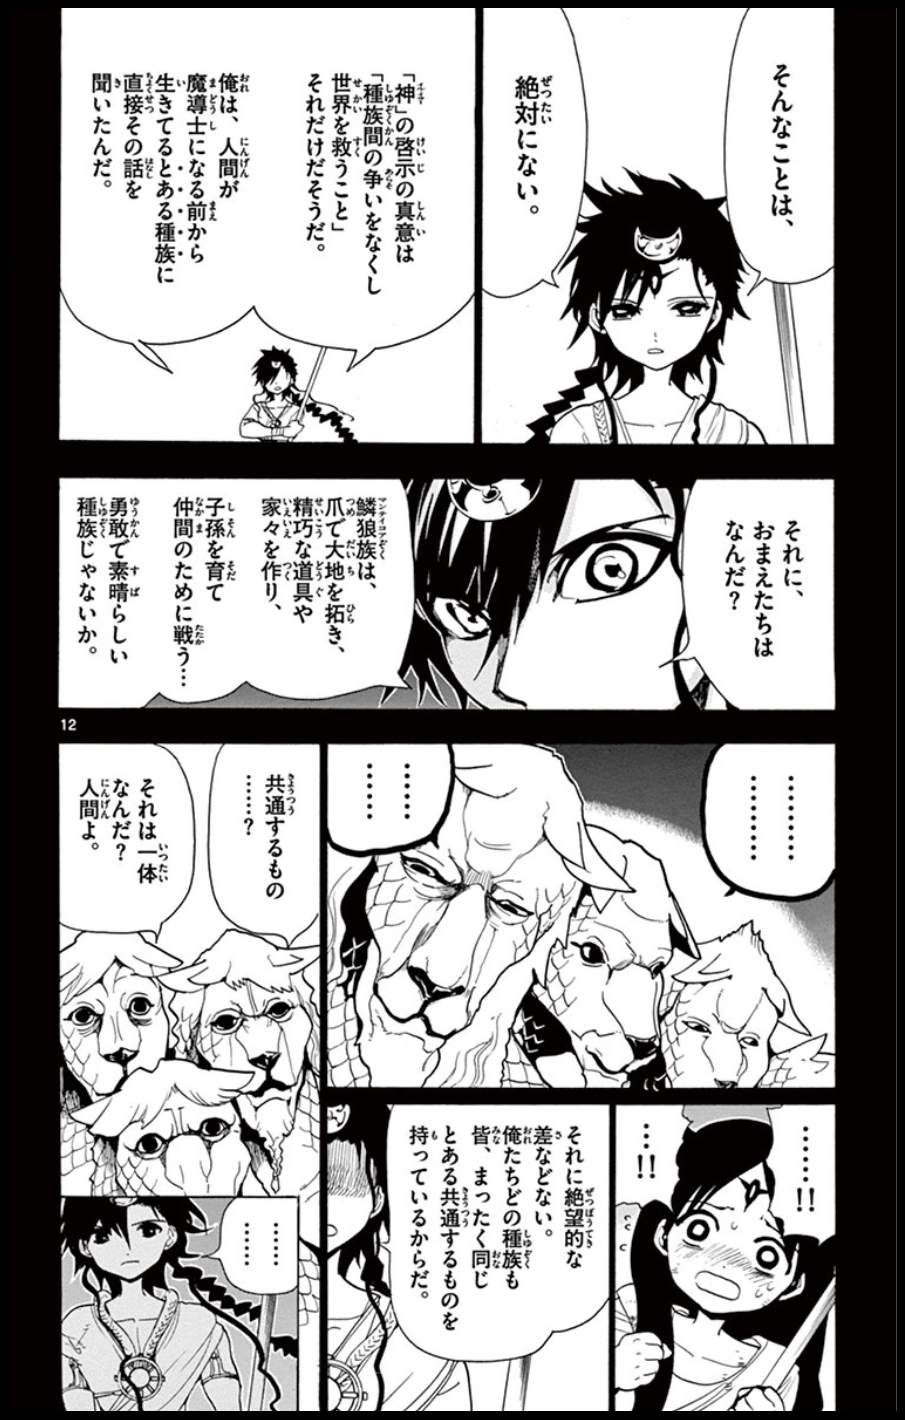 そんなことは、
絶対にない。
「神」の啓示の真意は
「種族間の争いをなくし
世界を救うこと」
それだけだそうだ。
俺は、人間が
魔導士になる前から
生きてるとある種族に
直接その話を
聞いたんだ。
それに、
おまえたちは
なんだ？
鱗狼族は、
爪で大地を拓き、
精巧な道具や
家々を作り、
子孫を育て
仲間のために戦う…
勇敢で素晴らしい
種族じゃないか。
12
…………
…………
共通するもの
……？
それは一体
なんだ？
人間よ。
……!!
…!!
それに絶望的な
差などない。
俺たちどの種族も
皆、まったく同じ
とある共通するものを
持っているからだ。
……
……